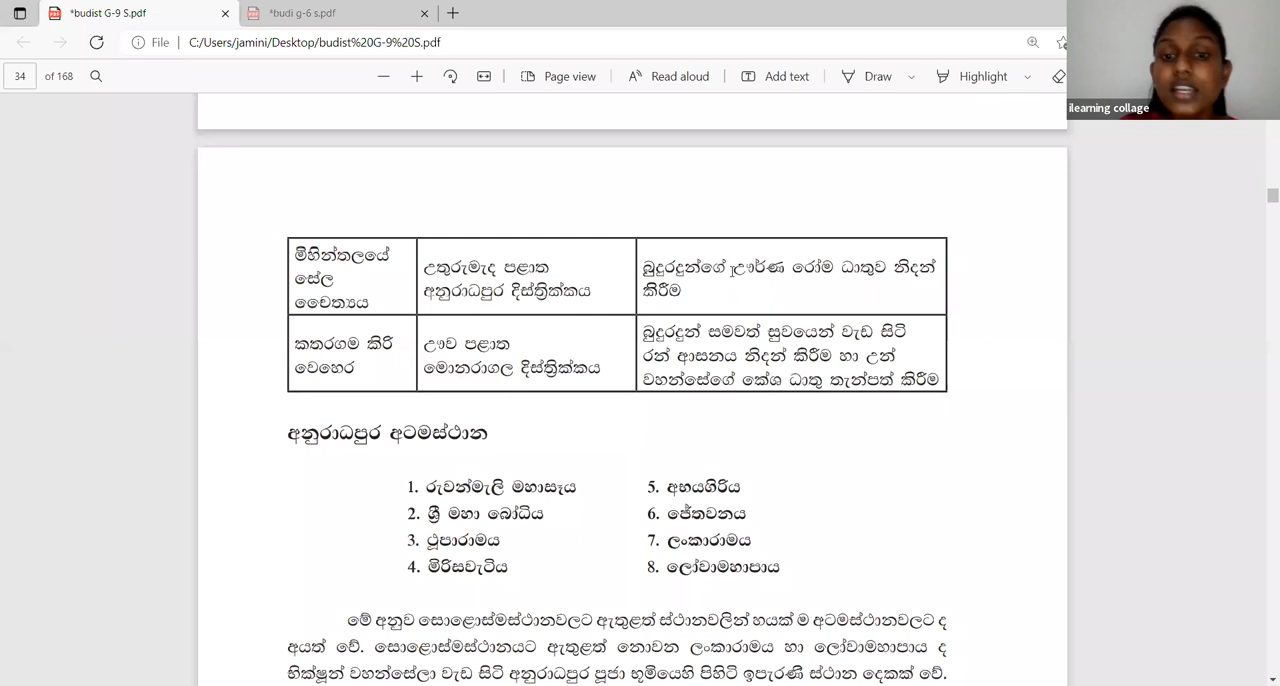 *budist G-9 S.pdf
*budi g-6 s.pdf
File C:/Users/jamini/Desktop/budist%20G-9%20S.pdf
34 of 168
Page view
Read aloud
Add text
Draw
Highlight
ilearning collage
මිහින්තලයේ
සේල
චෛත්‍යය
උතුරුමැද පළාත
අනුරාධපුර දිස්ත්‍රික්කය
බුදුරදුන්ගේ ඌර්ණ රෝම ධාතුව නිදන්
කිරීම
කතරගම කිරි
වෙහෙර
ඌව පළාත
මොනරාගල දිස්ත්‍රික්කය
බුදුරදුන් සමවත් සුවයෙන් වැඩ සිටි
රන් ආසනය නිදන් කිරීම හා උන්
වහන්සේගේ කේශ ධාතු තැන්පත් කිරීම
අනුරාධපුර අටමස්ථාන
1. රුවන්මැලි මහාසෑය
2. ශ්‍රී මහා බෝධිය
3. ථූපාරාමය
4. මිරිසවැටිය
5. අභයගිරිය
6. ජේතවනය
7. ලංකාරාමය
8. ලෝවාමහාපාය
මේ අනුව සොළොස්මස්ථානවලට ඇතුළත් ස්ථානවලින් හයක් ම අටමස්ථානවලට ද
අයත් වේ. සොළොස්මස්ථානයට ඇතුළත් නොවන ලංකාරාමය හා ලෝවාමහාපාය ද
භික්ෂූන් වහන්සේලා වැඩ සිටි අනුරාධපුර පූජා භූමියෙහි පිහිටි ඉපැරණි ස්ථාන දෙකක් වේ.